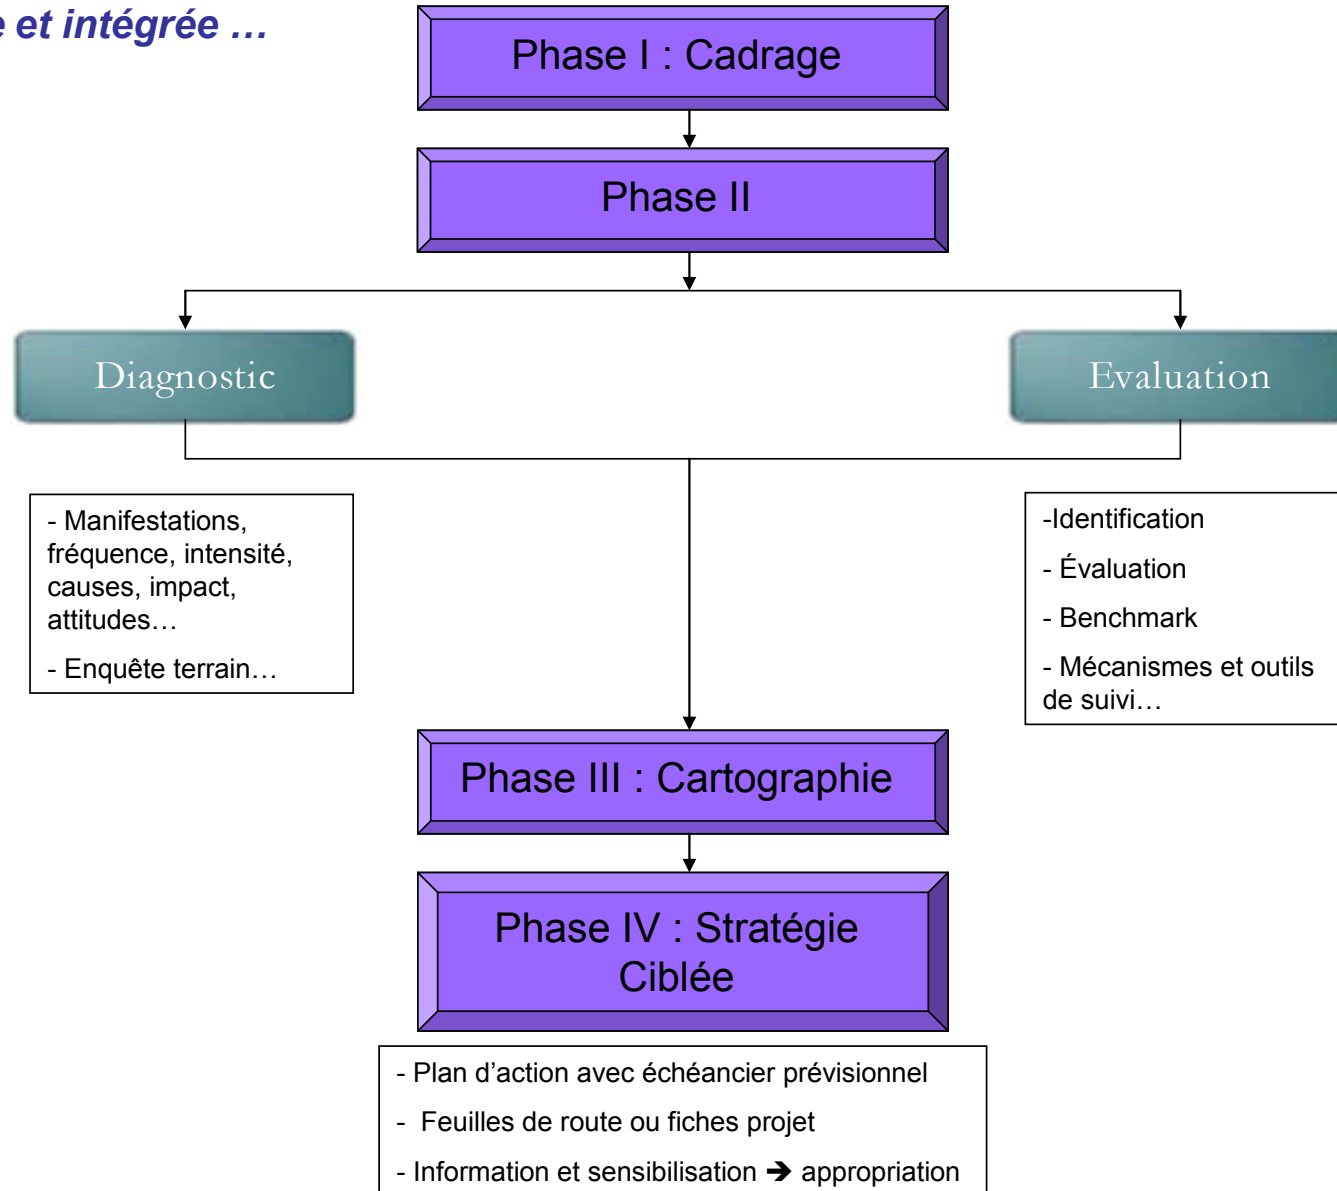 e et intégrée …
Phase I : Cadrage
Phase II
Diagnostic
Evaluation
- Manifestations,
fréquence, intensité,
causes, impact,
attitudes…
- Enquête terrain…
-Identification
- Évaluation
- Benchmark
- Mécanismes et outils
de suivi…
Phase III : Cartographie
Phase IV : Stratégie
Ciblée
- Plan d’action avec échéancier prévisionnel
- Feuilles de route ou fiches projet
- Information et sensibilisation ➔ appropriation